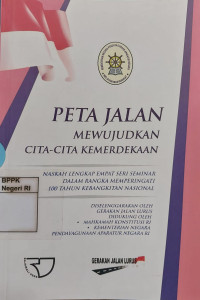 PETA JALAN
MEWUJUDKAN
CITA-CITA KEMERDEKAAN
NASKAH LENGKAP EMPAT SERI SEMINAR
DALAM RANGKA MEMPERINGATI
100 TAHUN KEBANGKITAN NASIONAL
BPPK
Negeri RI
DISELENGGARAKAN OLEH
GERAKAN JALAN LURUS
DIDUKUNG OLEH
• MAHKAMAH KONSTITUSI RI
• KEMENTERIAN NEGARA
PENDAYAGUNAAN APARATUR NEGARA RI
GERAKAN JALAN LURUS